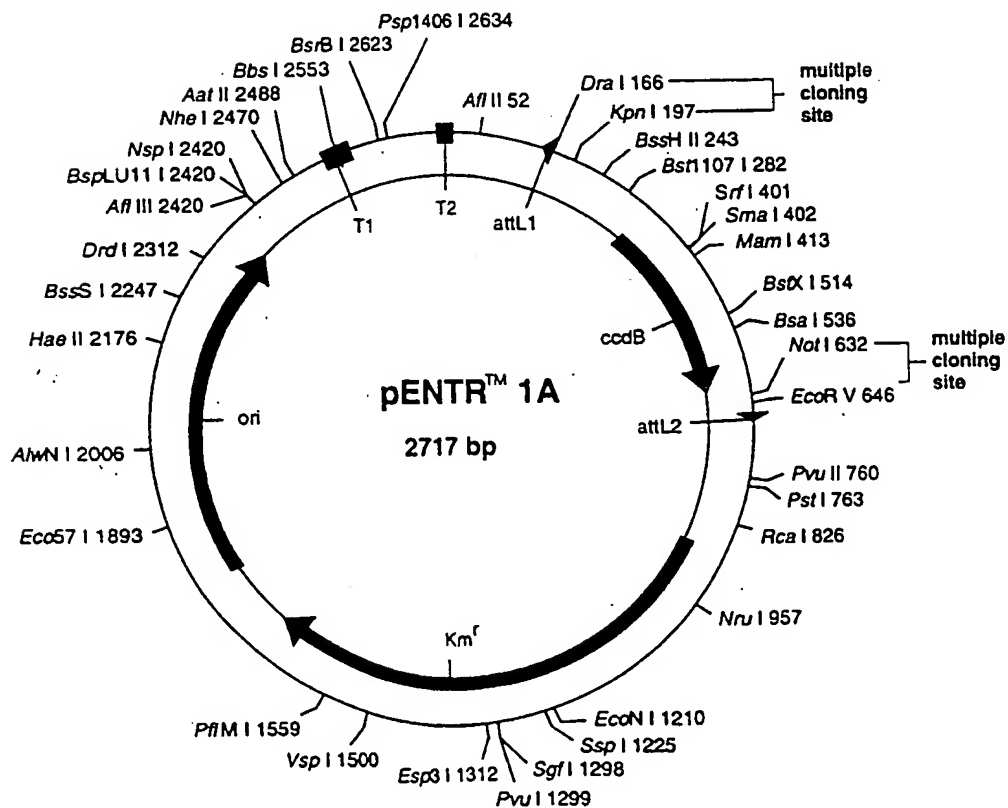 Psp1406 I 2634
BsrB I 2623
Bbs I 2553
Aat II 2488
Nhe I 2470
Nsp I 2420
BspLU11 I 2420
Afl III 2420
Drd I 2312
BssS I 2247
Hae II 2176
AlwN I 2006
Eco57 I 1893
Afl II 52
Dra I 166
Kpn I 197
multiple
cloning
site
BssH II 243
Bst1107 I 282
Srf I 401
Sma I 402
Mam I 413
BstX I 514
Bsa I 536
Not I 632
EcoR V 646
multiple
cloning
site
Pvu II 760
Pst I 763
Rca I 826
Nru I 957
EcoN I 1210
Ssp I 1225
Sgf I 1298
Pvu I 1299
Esp3 I 1312
Vsp I 1500
PflM I 1559
T1
T2
attL1
ccdB
attL2
ori
Kmr
pENTR™ 1A
2717 bp